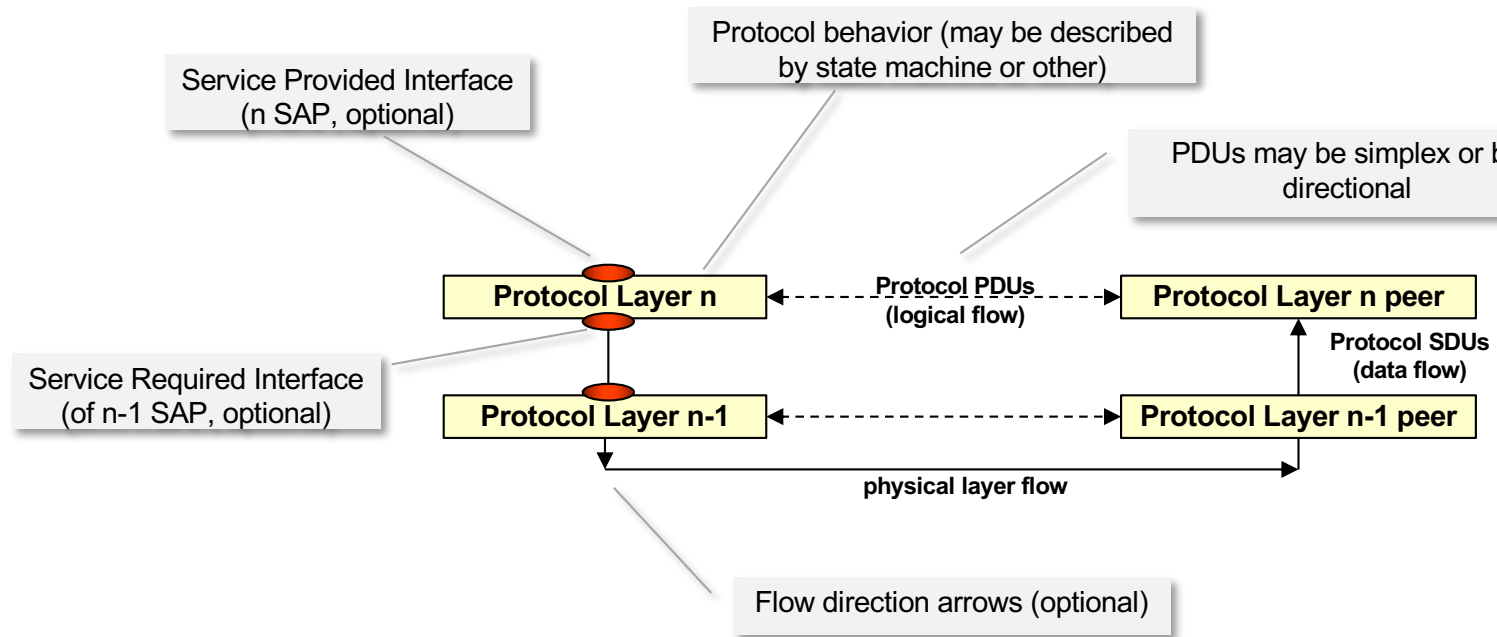 Protocol behavior (may be described
by state machine or other)
Service Provided Interface
(n SAP, optional)
PDUs may be simplex or
directional
Protocol Layer n
Protocol PDUs
(logical flow)
Protocol Layer n peer
Protocol SDUs
(data flow)
Service Required Interface
(of n-1 SAP, optional)
Protocol Layer n-1
Protocol Layer n-1 peer
physical layer flow
Flow direction arrows (optional)